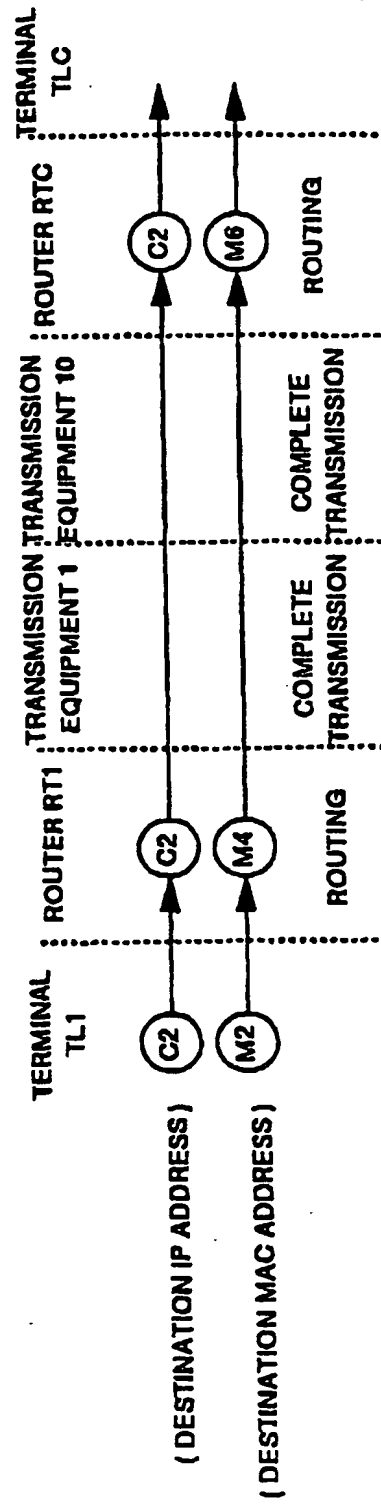 TERMINAL
TL1
ROUTER RT1
TRANSMISSION
EQUIPMENT 1
TRANSMISSION
EQUIPMENT 10
ROUTER RTC
TERMINAL
TLC
(DESTINATION IP ADDRESS)
C2
C2
C2
(DESTINATION MAC ADDRESS)
M2
M4
M6
ROUTING
COMPLETE
TRANSMISSION
COMPLETE
TRANSMISSION
ROUTING